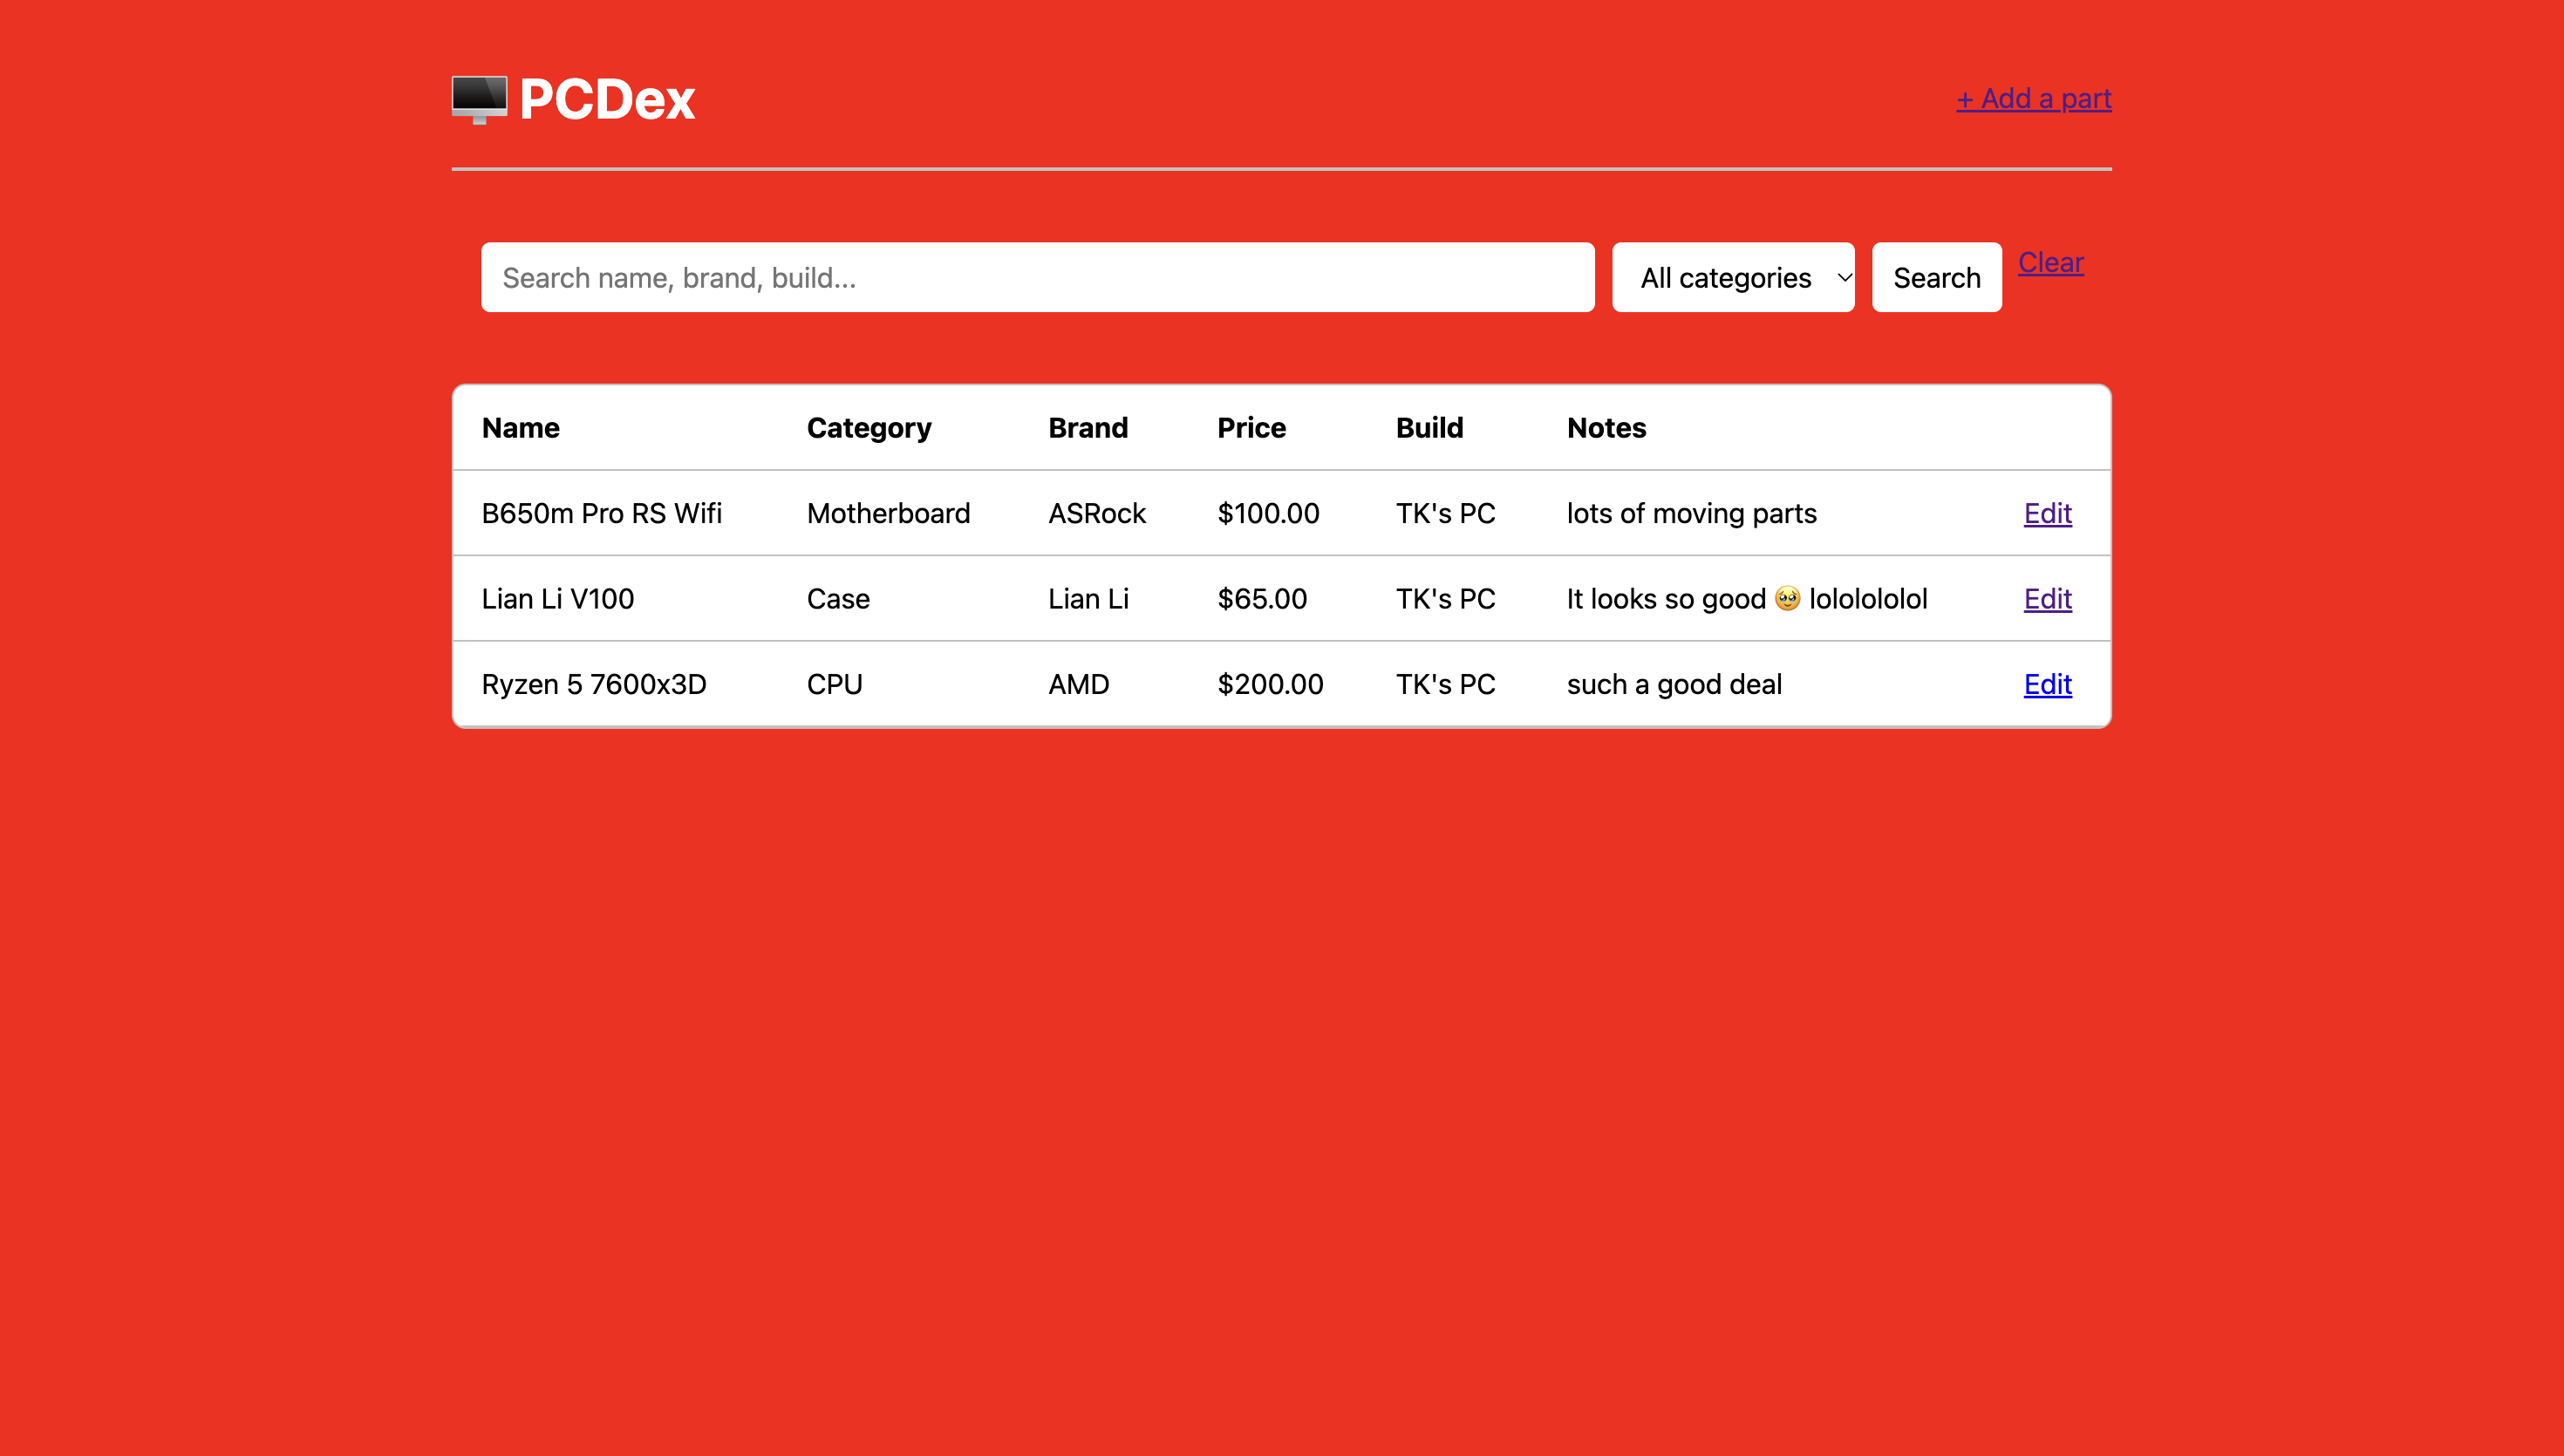 🖥️ PCDex
+ Add a part
Search name, brand, build...
All categories
Search
Clear
Name Category Brand Price Build Notes
B650m Pro RS Wifi Motherboard ASRock $100.00 TK's PC lots of moving parts Edit
Lian Li V100 Case Lian Li $65.00 TK's PC It looks so good 🥹 lolololololol Edit
Ryzen 5 7600x3D CPU AMD $200.00 TK's PC such a good deal Edit